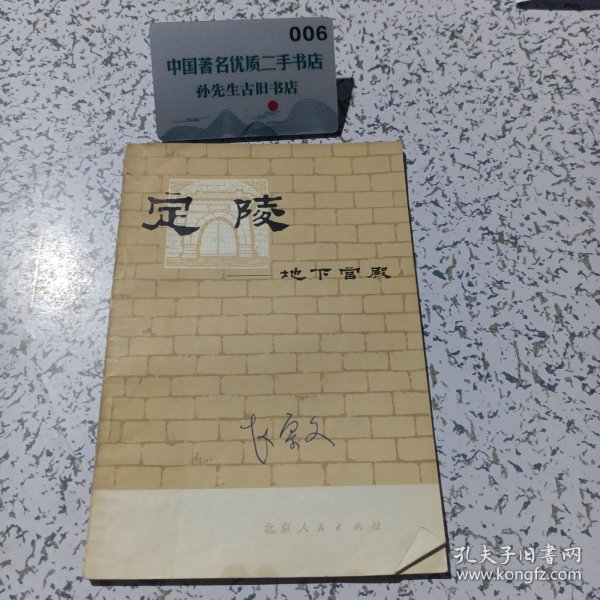 006
中国著名优质二手书店
孙先生古旧书店
定陵
地下宫殿
北京人民出版社
孔夫子旧书网
www.kongfz.com